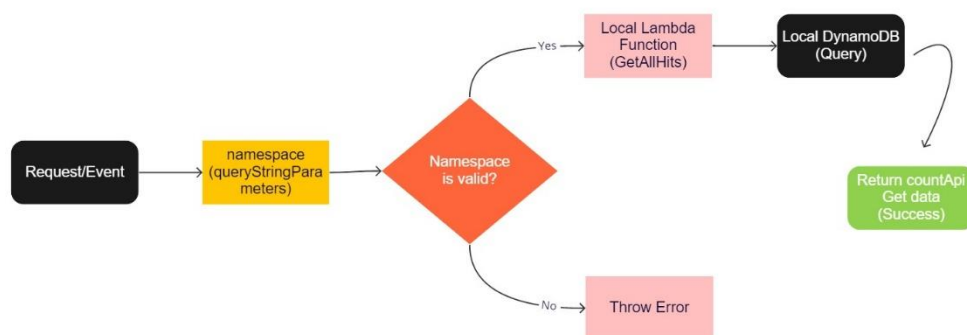 Request/Event
namespace
(queryStringPara
meters)
Namespace
is valid?
Yes
Local Lambda
Function
(GetAllHits)
Local DynamoDB
(Query)
Return countApi
Get data
(Success)
No
Throw Error